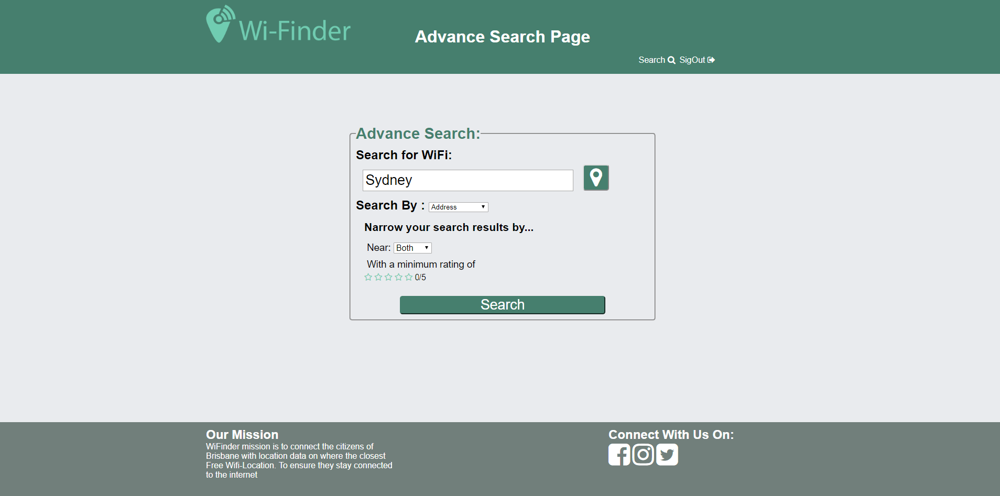 Wi-Finder
Advance Search Page
Search SigOut
Advance Search:
Search for WiFi:
Sydney
Search By : Address
Narrow your search results by...
Near: Both
With a minimum rating of
0/5
Search
Our Mission
WiFinder mission is to connect the citizens of
Brisbane with location data on where the closest
Free Wifi-Location. To ensure they stay connected
to the internet
Connect With Us On: